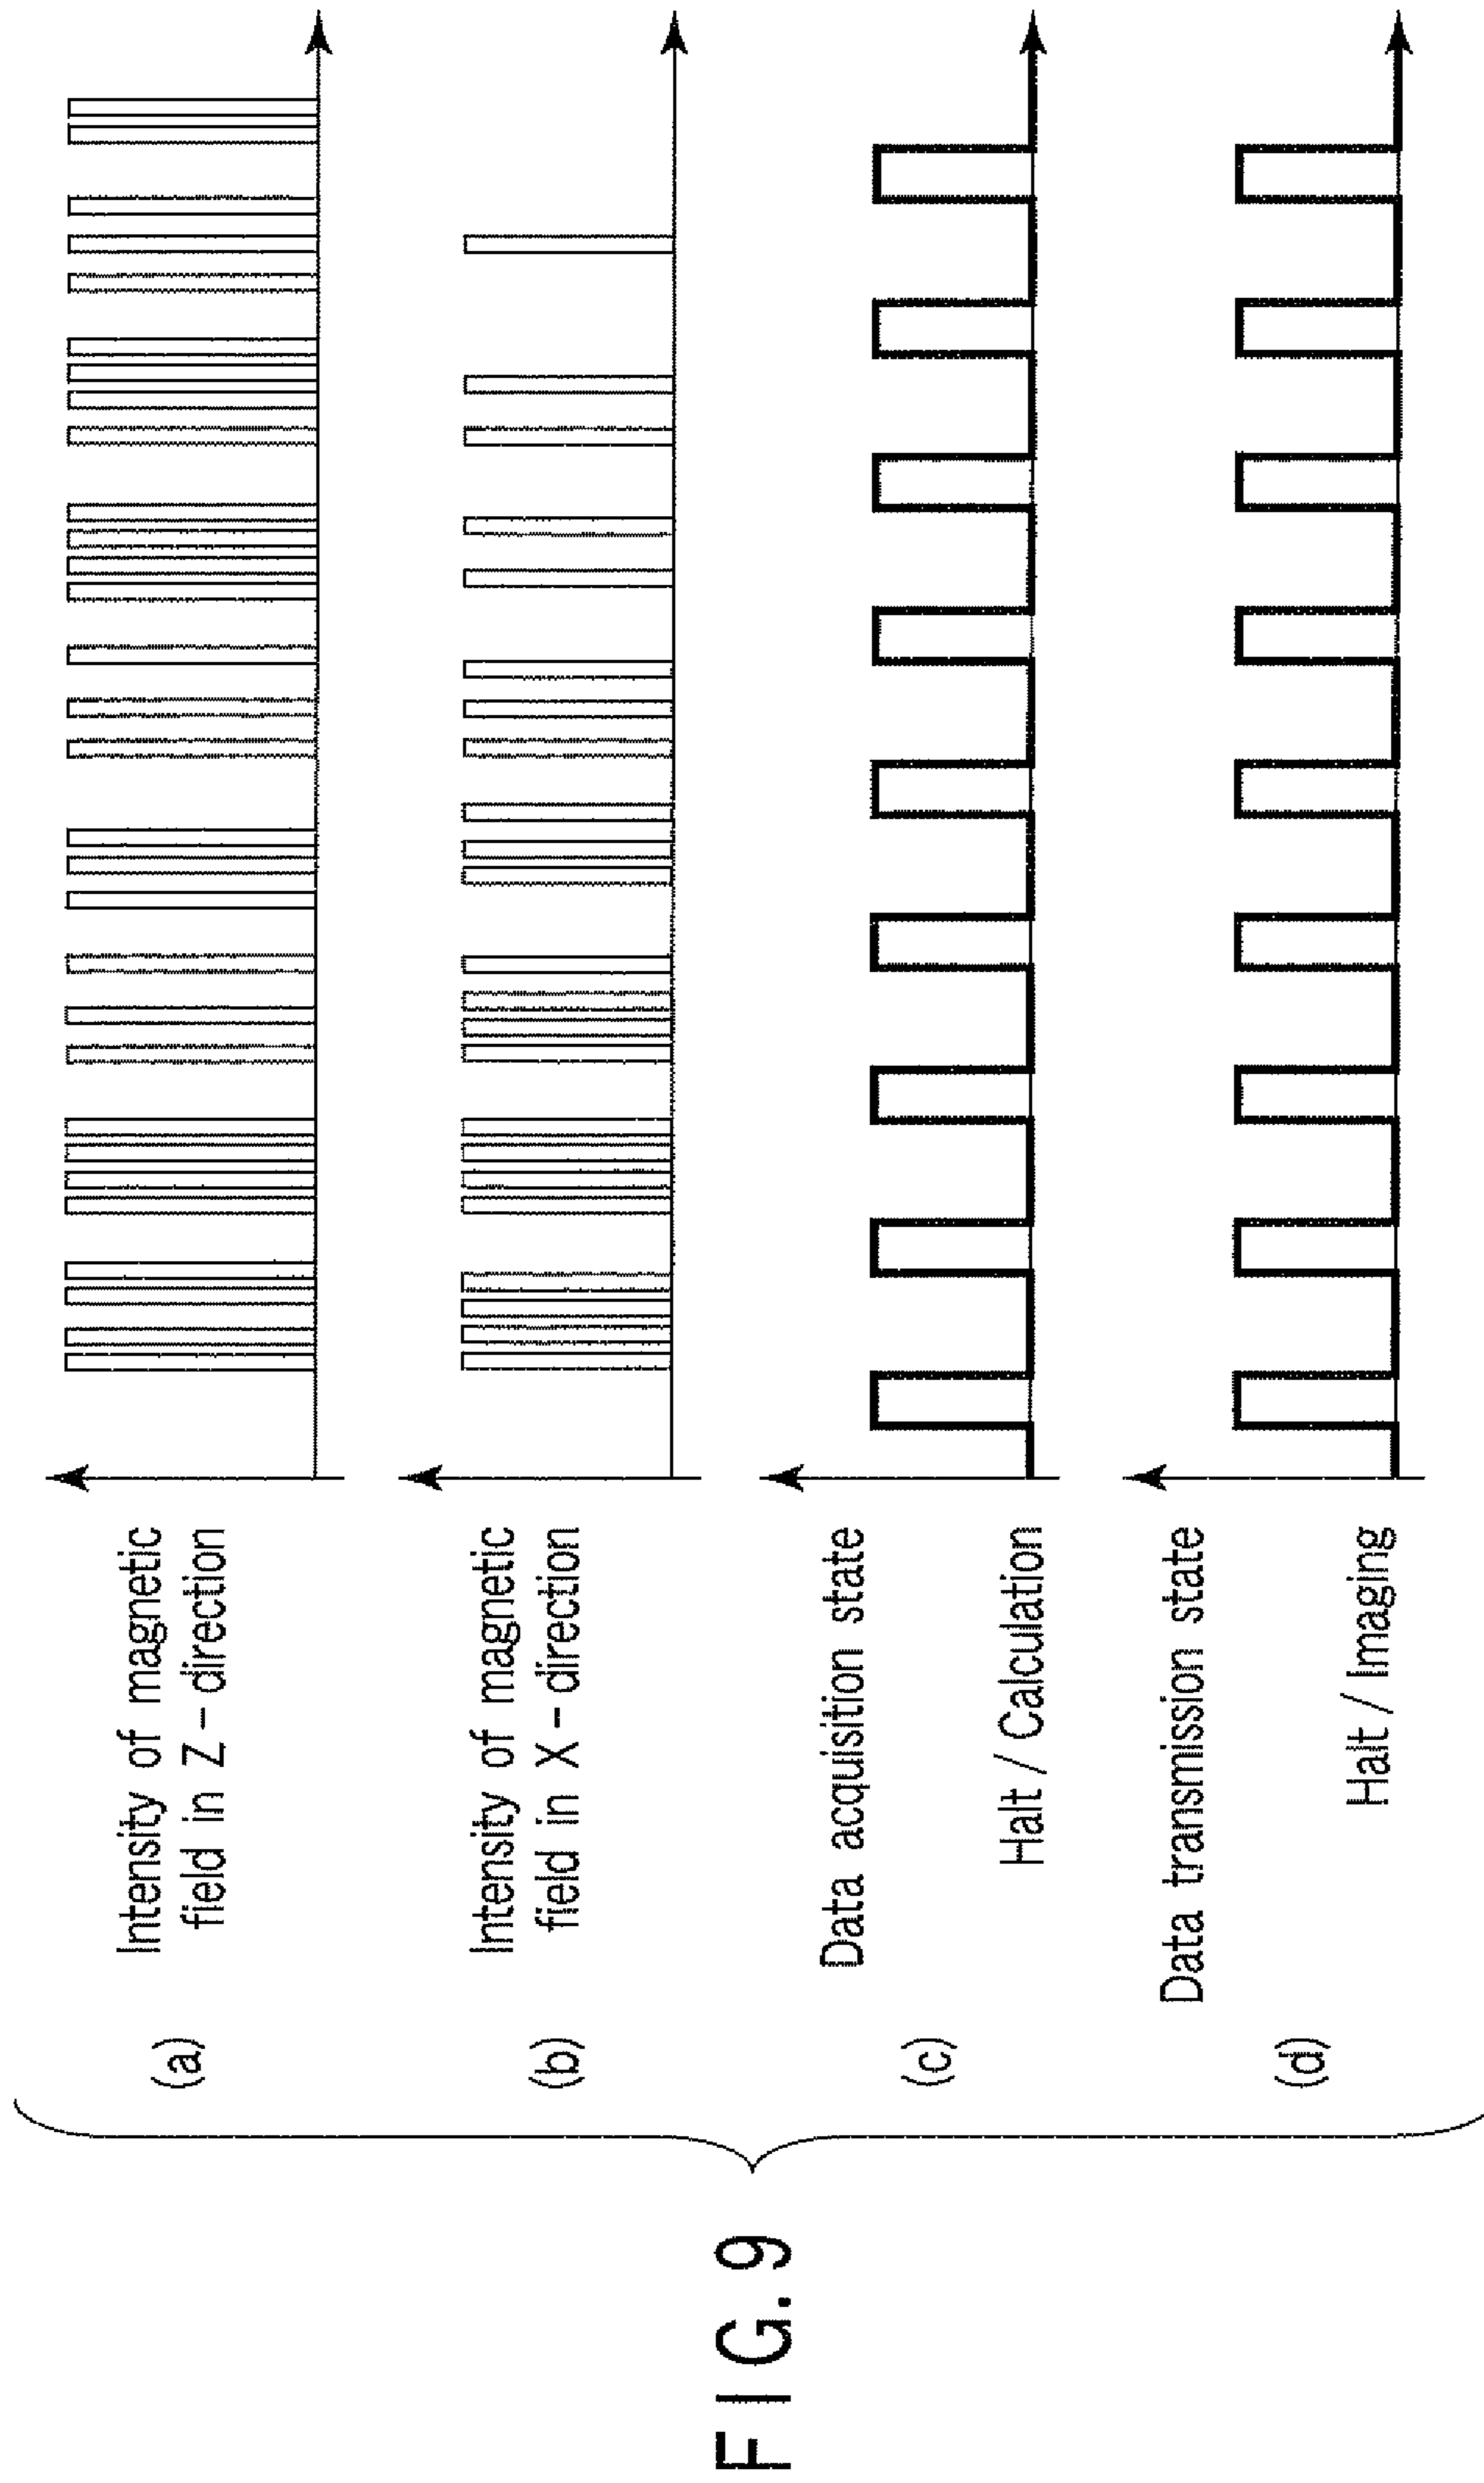 FIG. 9
(a)
Intensity of magnetic
field in Z - direction
(b)
Intensity of magnetic
field in X - direction
(c)
Data acquisition state
Halt / Calculation
(d)
Data transmission state
Halt / Imaging